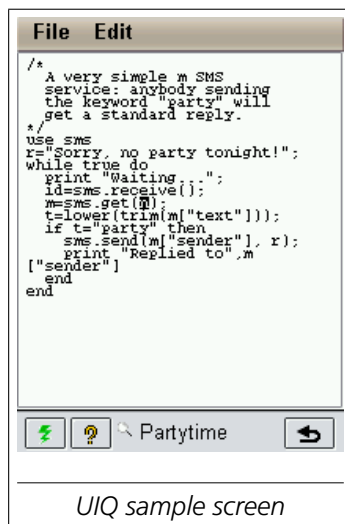 File Edit
/*
A very simple m SMS
service: anybody sending
the keyword "party" will
get a standard reply.
*/
use sms
r="Sorry, no party tonight!";
while true do
print "Waiting...";
id=sms.receive();
m=sms.get(n);
t=lower(trim(m["text"]));
if t="party" then
sms.send(m["sender"], r);
print "Replied to",m
["sender"]
end
end
Partytime
UIQ sample screen